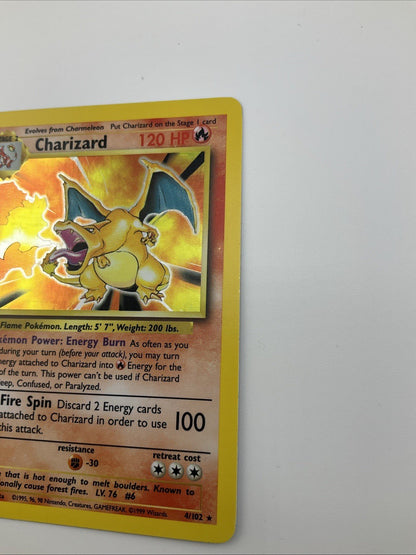 Evolves from Charmeleon Put Charizard on the Stage 1 card
Charizard 120 HP
Flame Pokémon. Length: 5' 7", Weight: 200 lbs.
Power: Energy Burn As often as you
during your turn (before your attack), you may turn
attached to Charizard into Energy for the
of the turn. This power can't be used if Charizard
Confused, or Paralyzed.
Fire Spin Discard 2 Energy cards
attached to Charizard in order to use
this attack.
100
resistance
-30
retreat cost
that is hot enough to melt boulders. Known to
cause forest fires. LV. 76 #6
©1995, 96, 98 Nintendo, Creatures, GAMEFREAK. ©1999 Wizards. 4/102 ★